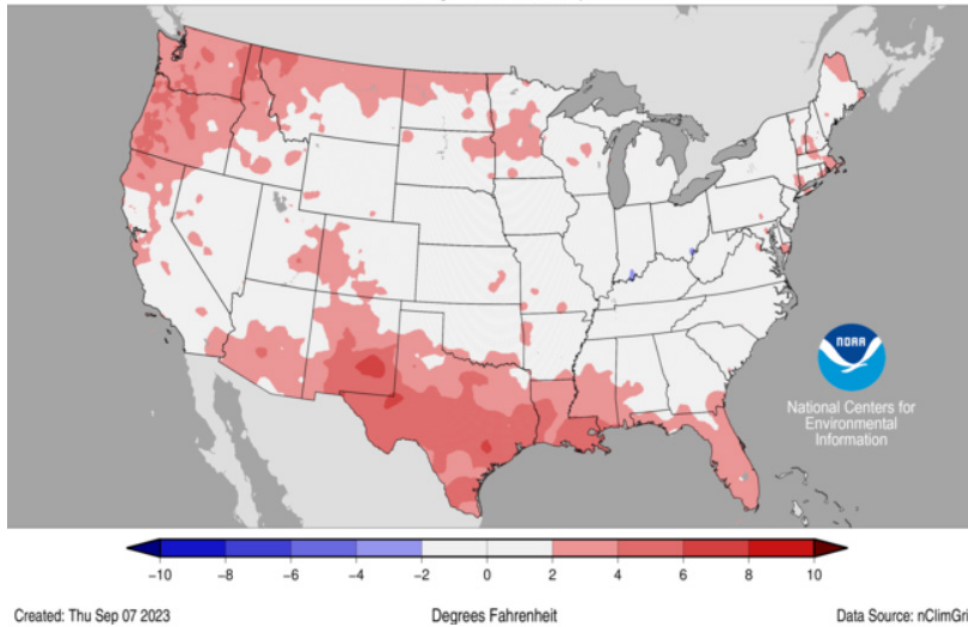 NOAA
National Centers for
Environmental
Information
-10 -8 -6 -4 -2 0 2 4 6 8 10
Created: Thu Sep 07 2023 Degrees Fahrenheit Data Source: nClimGri